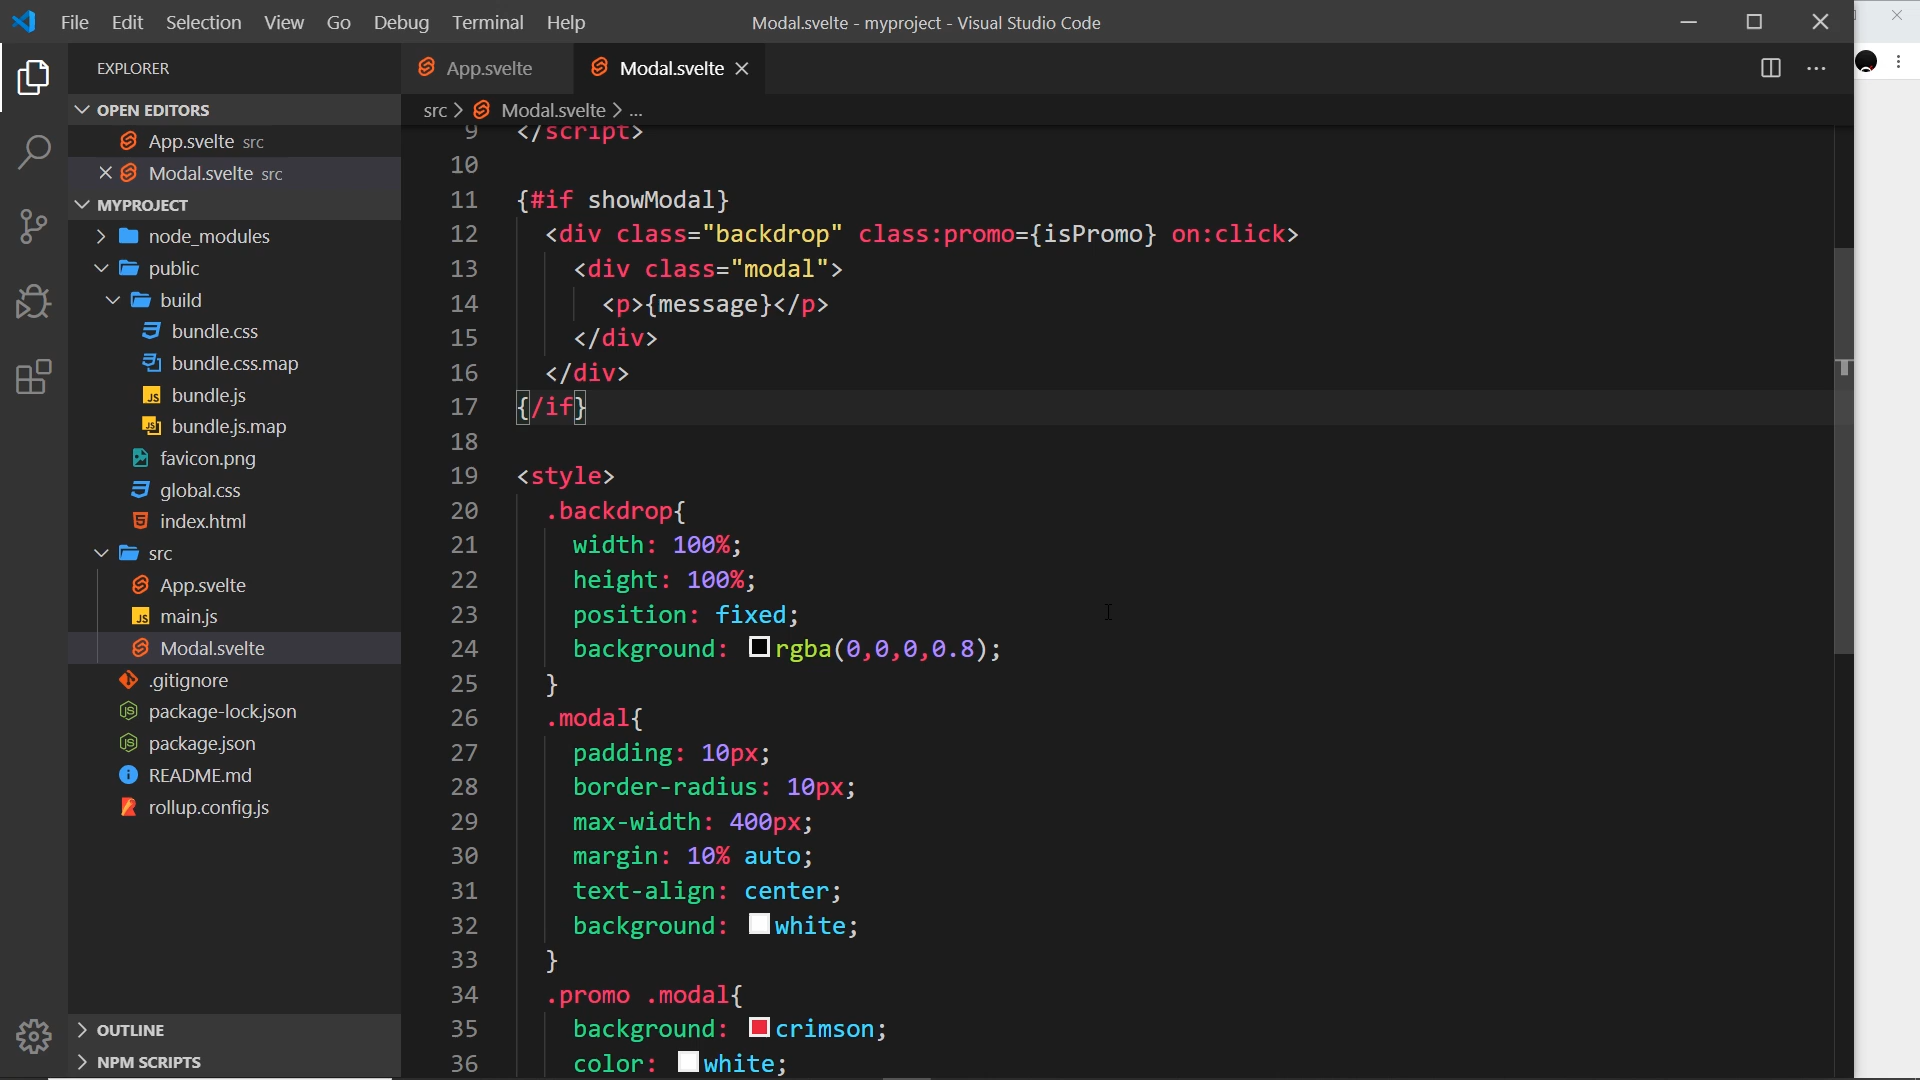 File Edit Selection View Go Debug Terminal Help
Modal.svelte - myproject - Visual Studio Code
EXPLORER
OPEN EDITORS
App.svelte src
Modal.svelte src
MYPROJECT
node_modules
public
build
bundle.css
bundle.css.map
bundle.js
bundle.js.map
favicon.png
global.css
index.html
src
App.svelte
main.js
Modal.svelte
.gitignore
package-lock.json
package.json
README.md
rollup.config.js
OUTLINE
NPM SCRIPTS
App.svelte
Modal.svelte
src > Modal.svelte > ...
9 </script>
10
11 {#if showModal}
12 <div class="backdrop" class:promo={isPromo} on:click>
13 <div class="modal">
14 <p>{message}</p>
15 </div>
16 </div>
17 {/if}
18
19 <style>
20 .backdrop{
21 width: 100%;
22 height: 100%;
23 position: fixed;
24 background: rgba(0,0,0,0.8);
25 }
26 .modal{
27 padding: 10px;
28 border-radius: 10px;
29 max-width: 400px;
30 margin: 10% auto;
31 text-align: center;
32 background: white;
33 }
34 .promo .modal{
35 background: crimson;
36 color: white;